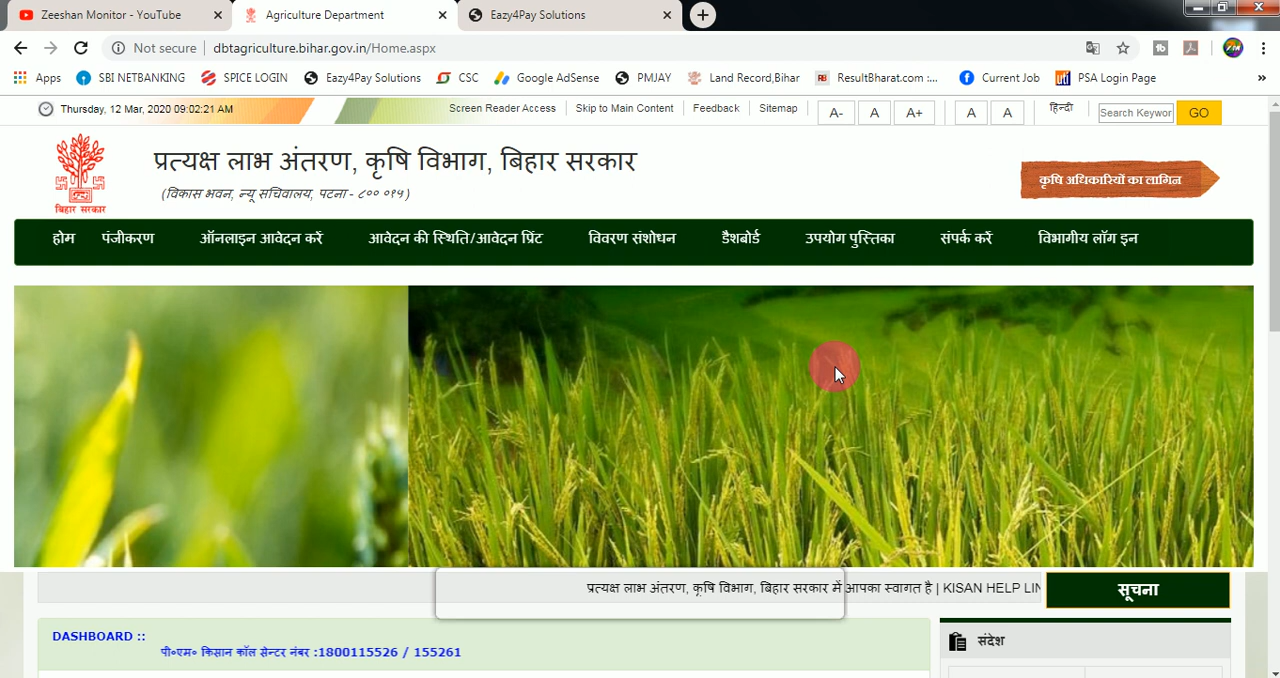 Zeeshan Monitor - YouTube
Agriculture Department
Eazy4Pay Solutions
Not secure
dbtagriculture.bihar.gov.in/Home.aspx
Apps
SBI NETBANKING
SPICE LOGIN
Eazy4Pay Solutions
CSC
Google AdSense
PMJAY
Land Record,Bihar
ResultBharat.com :...
Current Job
PSA Login Page
»
Thursday, 12 Mar, 2020 09:02:21 AM
Screen Reader Access
Skip to Main Content
Feedback
Sitemap
A-
A
A+
A
A
हिन्दी
Search Keywor
GO
प्रत्यक्ष लाभ अंतरण, कृषि विभाग, बिहार सरकार
(विकास भवन, न्यू सचिवालय, पटना - ८०० ०१५)
बिहार सरकार
कृषि अधिकारियों का लागिन
होम
पंजीकरण
ऑनलाइन आवेदन करें
आवेदन की स्थिति/आवेदन प्रिंट
विवरण संशोधन
डैशबोर्ड
उपयोग पुस्तिका
संपर्क करें
विभागीय लॉग इन
प्रत्यक्ष लाभ अंतरण, कृषि विभाग, बिहार सरकार में आपका स्वागत है | KISAN HELP LIN
सूचना
DASHBOARD ::
पी०एम० किसान कॉल सेन्टर नंबर :1800115526 / 155261
संदेश